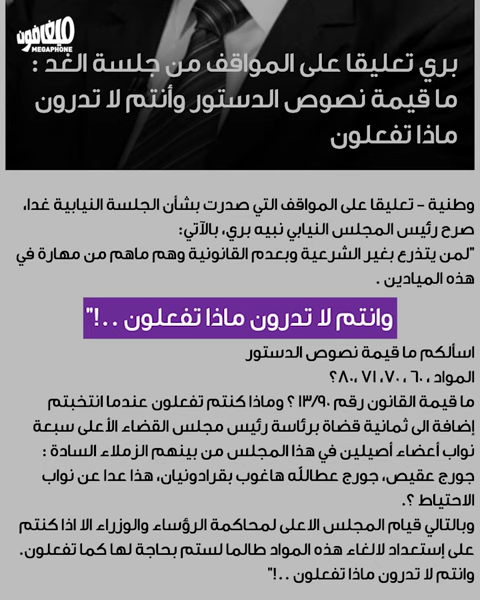 ميغافون
MEGAPHONE
بري تعليقا على المواقف من جلسة الغد :
ما قيمة نصوص الدستور وأنتم لا تدرون
ماذا تفعلون
وطنية - تعليقا على المواقف التي صدرت بشأن الجلسة النيابية غدا،
صرح رئيس المجلس النيابي نبيه بري، بالآتي:
"لمن يتذرع بغير الشرعية وبعدم القانونية وهم ماهم من مهارة في
هذه الميادين .
وانتم لا تدرون ماذا تفعلون ..!"
اسألكم ما قيمة نصوص الدستور
المواد ، ٦٠ ، ٧٠، ٧١ ،٨٠؟
ما قيمة القانون رقم ١٣/٩٠ ؟ وماذا كنتم تفعلون عندما انتخبتم
إضافة الى ثمانية قضاة برئاسة رئيس مجلس القضاء الأعلى سبعة
نواب أعضاء أصيلين في هذا المجلس من بينهم الزملاء السادة :
جورج عقيص، جورج عطالله هاغوب بقرادونيان، هذا عدا عن نواب
الاحتياط ؟.
وبالتالي قيام المجلس الاعلى لمحاكمة الرؤساء والوزراء الا اذا كنتم
على إستعداد لالغاء هذه المواد طالما لستم بحاجة لها كما تفعلون.
وانتم لا تدرون ماذا تفعلون ..!"